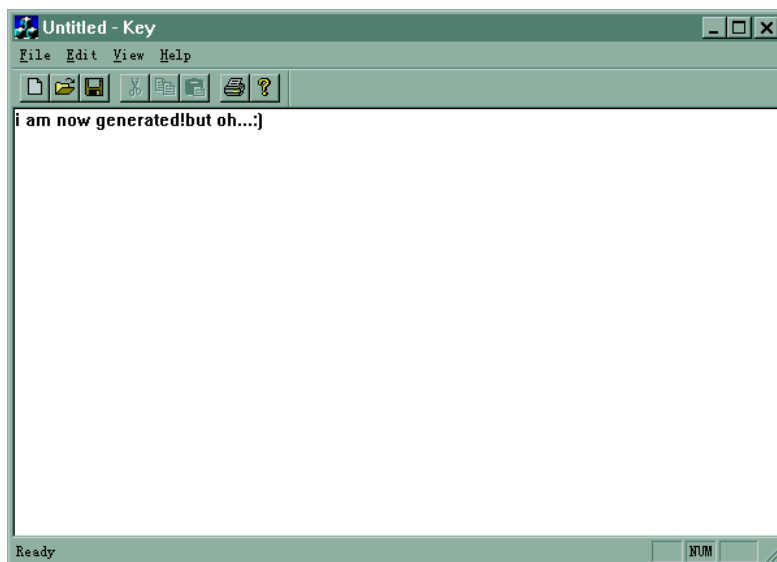 Untitled - Key
File Edit View Help
i am now generated!but oh...:)
Ready NUM